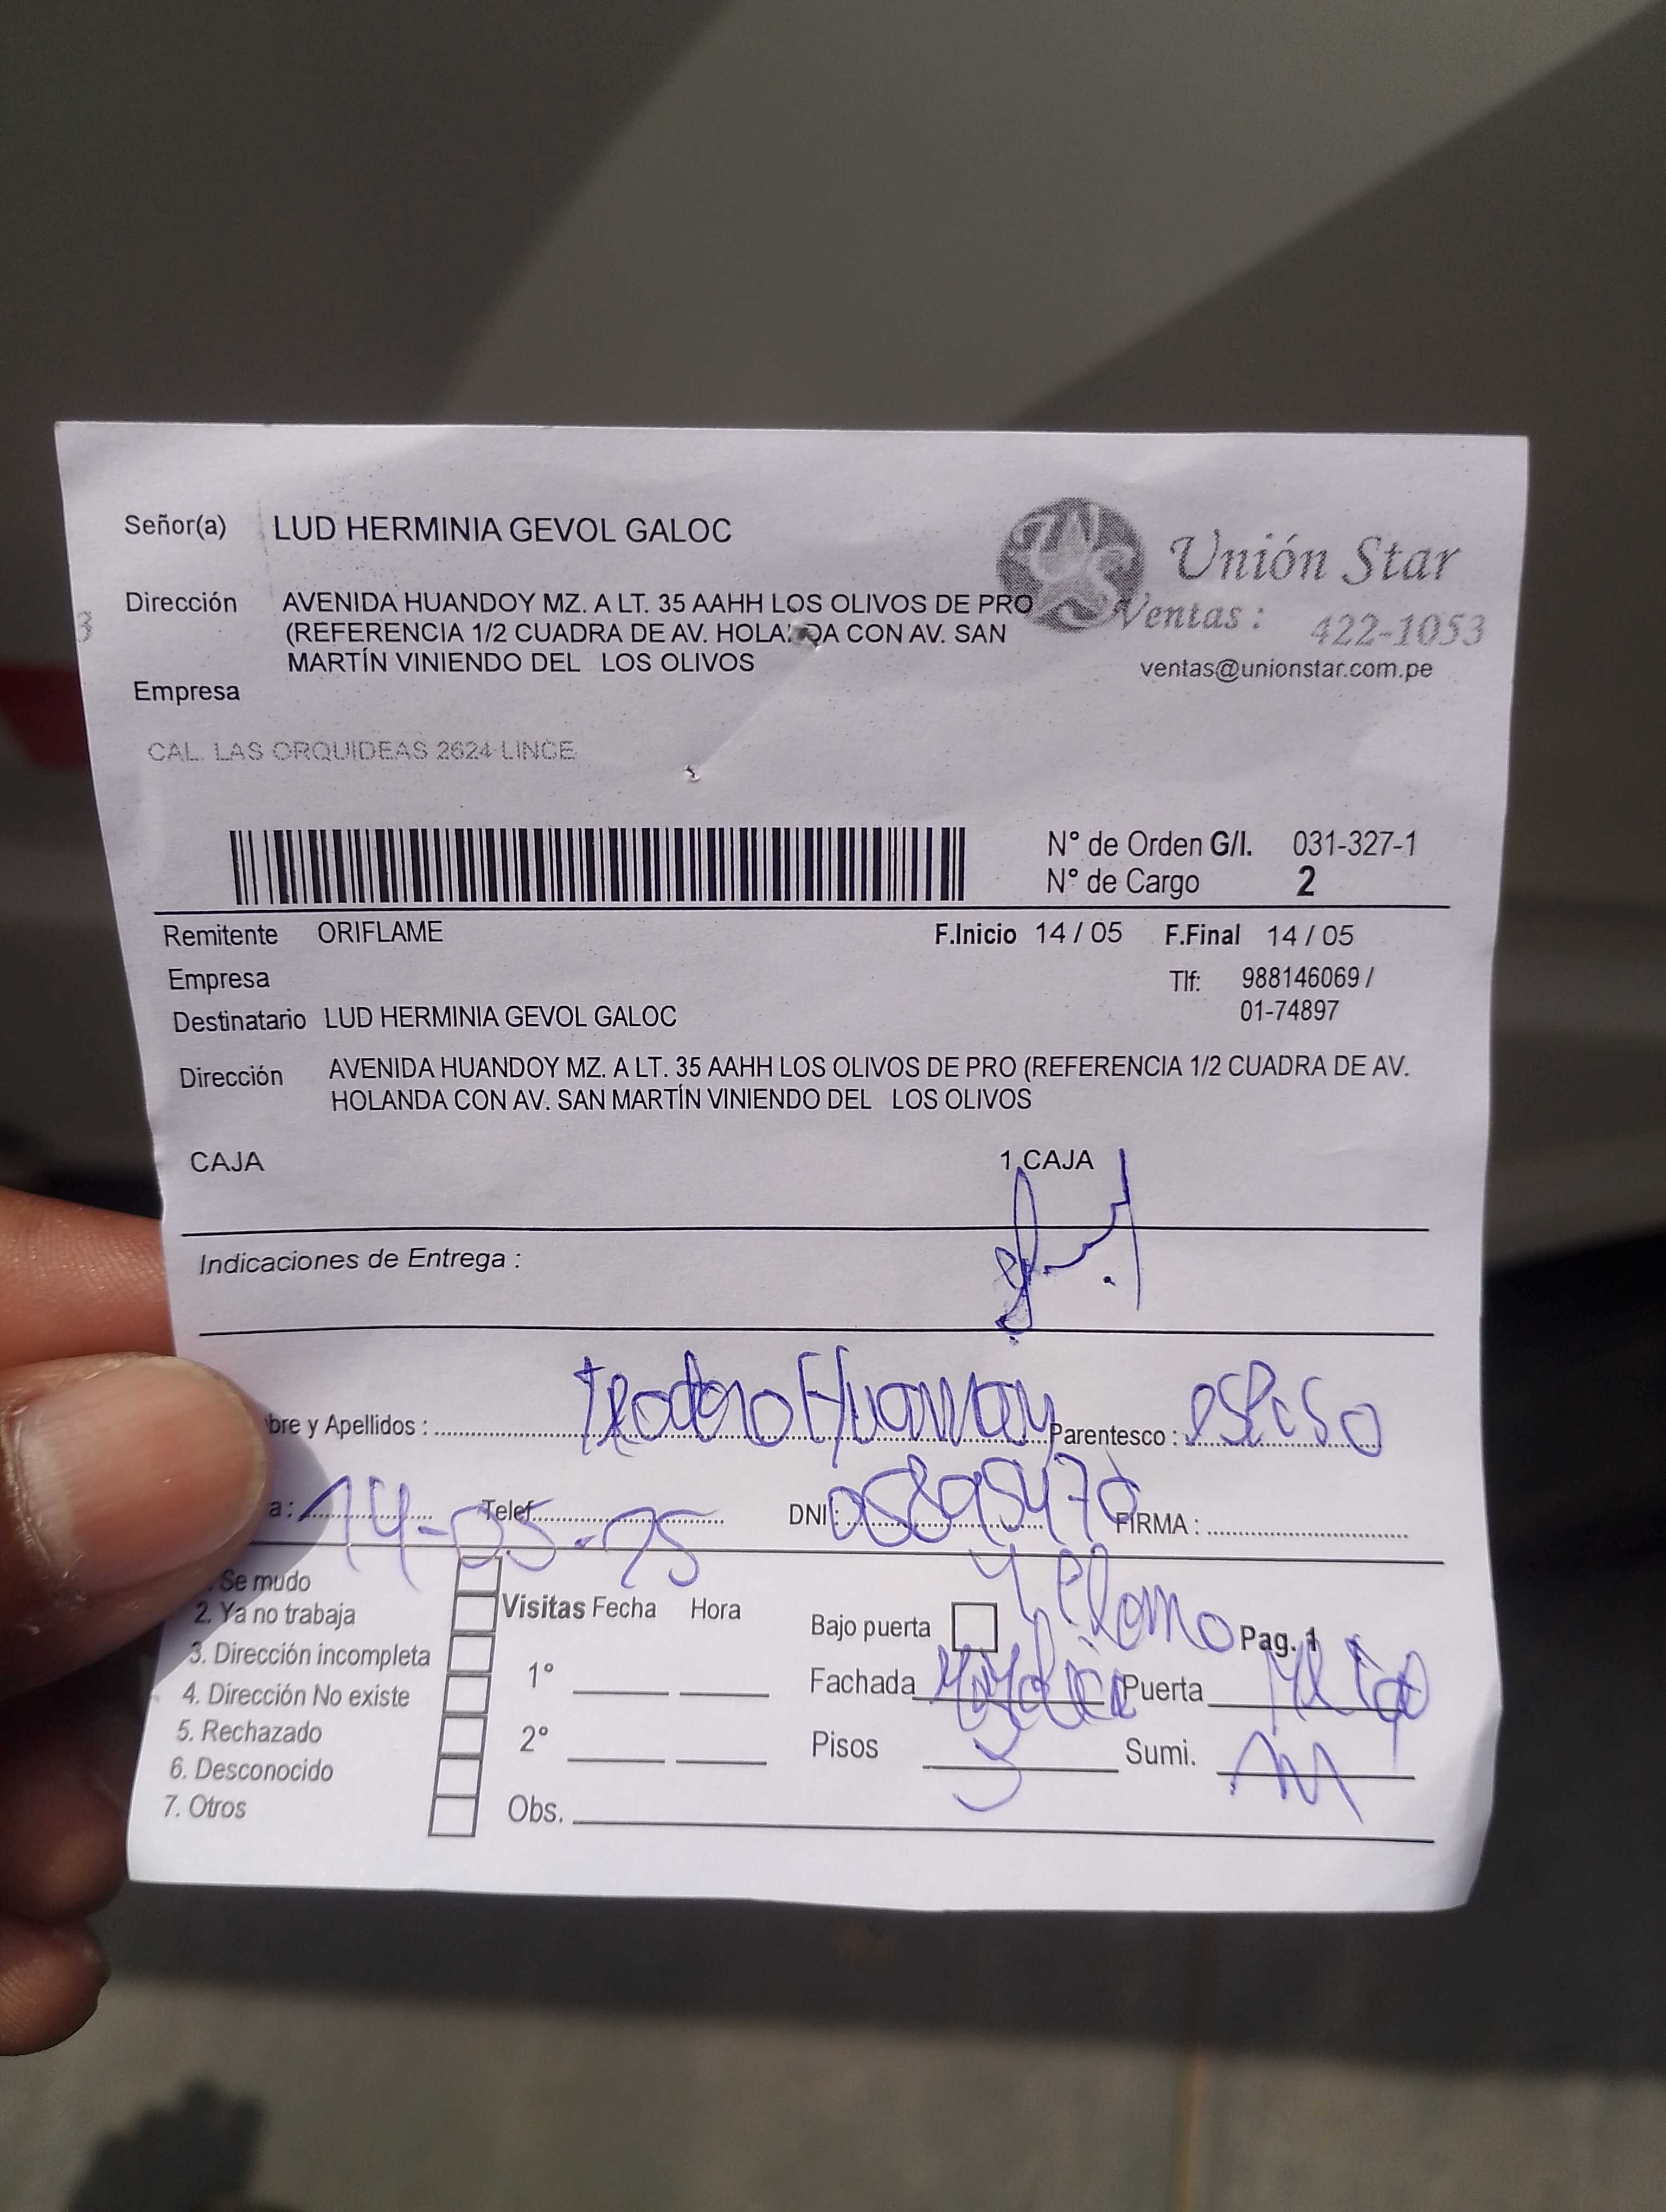 Señor(a) LUD HERMINIA GEVOL GALOC
Unión Star
Dirección AVENIDA HUANDOY MZ. A LT. 35 AAHH LOS OLIVOS DE PRO
(REFERENCIA 1/2 CUADRA DE AV. HOLANDA CON AV. SAN
MARTÍN VINIENDO DEL LOS OLIVOS
Ventas : 422-1053
ventas@unionstar.com.pe
3
Empresa
CAL. LAS ORQUIDEAS 2624 LINCE
N° de Orden G/I. 031-327-1
N° de Cargo 2
Remitente ORIFLAME F.Inicio 14 / 05 F.Final 14 / 05
Empresa Tlf: 988146069 /
01-74897
Destinatario LUD HERMINIA GEVOL GALOC
Dirección AVENIDA HUANDOY MZ. A LT. 35 AAHH LOS OLIVOS DE PRO (REFERENCIA 1/2 CUADRA DE AV.
HOLANDA CON AV. SAN MARTÍN VINIENDO DEL LOS OLIVOS
CAJA 1 CAJA
Indicaciones de Entrega :
bre y Apellidos : Teodoro Parentesco : esposo
a : 14-05-25 Telef. DNI : FIRMA :
Se mudo
2. Ya no trabaja
3. Dirección incompleta
4. Dirección No existe
5. Rechazado
6. Desconocido
7. Otros
Visitas Fecha Hora
1°
2°
Obs.
Bajo puerta Pag. 1
Fachada Puerta
Pisos 3 Sumi.